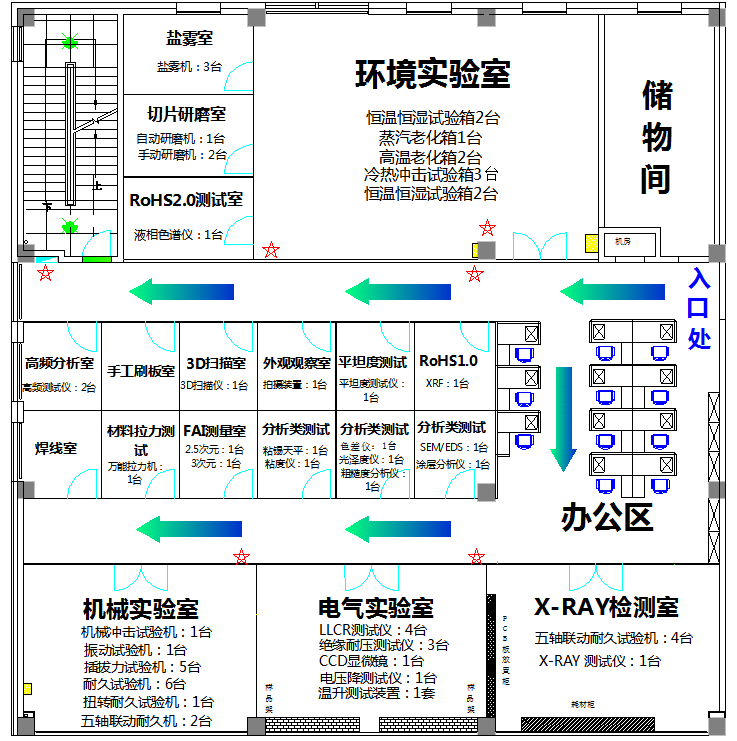 盐雾室
盐雾机：3台
切片研磨室
自动研磨机：1台
手动研磨机：2台
RoHS2.0测试室
液相色谱仪：1台
环境实验室
恒温恒湿试验箱2台
蒸汽老化箱1台
高温老化箱2台
冷热冲击试验箱3台
恒温恒湿试验箱2台
储物间
机房
上
下
入口处
高频分析室
高频测试仪：2台
手工刷板室
3D扫描室
3D扫描仪：1台
外观观察室
拍摄装置：1台
平坦度测试
平坦度测试仪：
1台
RoHS1.0
XRF：1台
焊线室
材料拉力测
试
万能拉力机：
1台
FAI测量室
2.5次元：1台
3次元：1台
分析类测试
粘锡天平：1台
粘度仪：1台
分析类测试
色差仪：1台
光泽度仪：1台
粗糙度分析仪：
1台
分析类测试
SEM/EDS：1台
涂层分析仪：1台
办公区
机械实验室
机械冲击试验机：1台
振动试验机：1台
插拔力试验机：5台
耐久试验机：6台
扭转耐久试验机：1台
五轴联动耐久机：2台
电气实验室
LLCR测试仪：4台
绝缘耐压测试仪：3台
CCD显微镜：1台
电压降测试仪：1台
温升测试装置：1套
样品架
样品架
X-RAY检测室
五轴联动耐久试验机：4台
X-RAY 测试仪：1台
PCB板放置柜
耗材柜